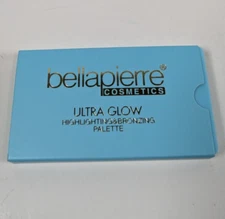 bellapierre
COSMETICS
ULTRA GLOW
HIGHLIGHTING&BRONZING
PALETTE